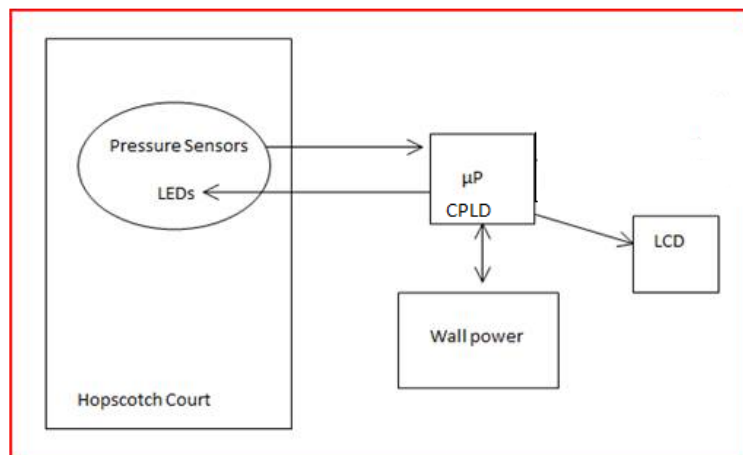 Pressure Sensors
LEDs
µP
CPLD
LCD
Wall power
Hopscotch Court